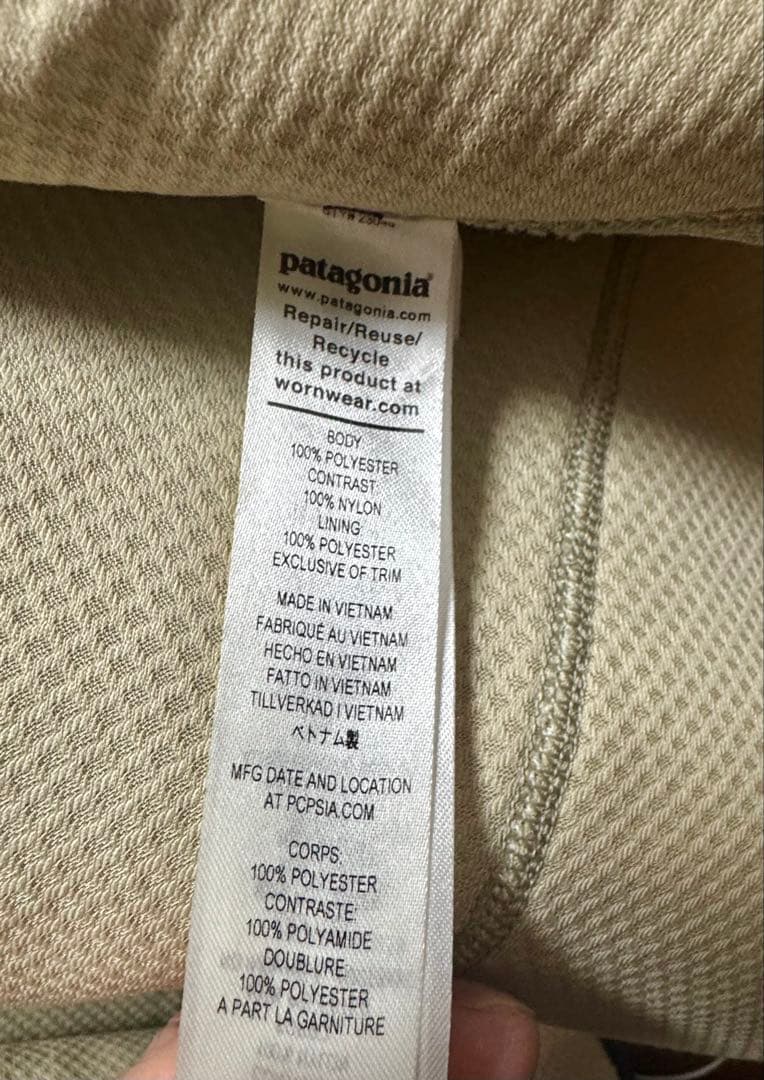 patagonia®
www.patagonia.com
Repair/Reuse/
Recycle
this product at
wornwear.com
BODY
100% POLYESTER
CONTRAST:
100% NYLON
LINING:
100% POLYESTER
EXCLUSIVE OF TRIM
MADE IN VIETNAM
FABRIQUÉ AU VIETNAM
HECHO EN VIETNAM
FATTO IN VIETNAM
TILLVERKAD I VIETNAM
ベトナム製
MFG DATE AND LOCATION
AT PCPSIA.COM
CORPS:
100% POLYESTER
CONTRASTE:
100% POLYAMIDE
DOUBLURE:
100% POLYESTER
A PART LA GARNITURE